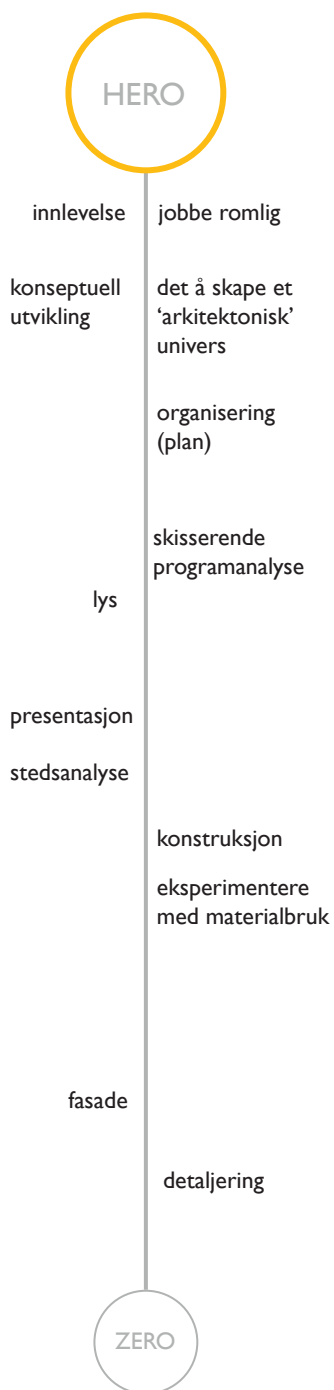 HERO
innlevelse
jobbe romlig
konseptuell
utvikling
det å skape et
‘arkitektonisk’
univers
organisering
(plan)
skisserende
programanalyse
lys
presentasjon
stedsanalyse
konstruksjon
eksperimentere
med materialbruk
fasade
detaljering
ZERO